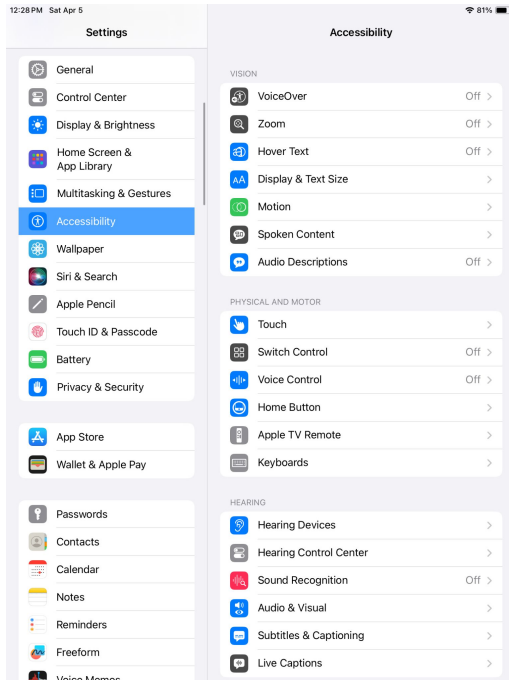 12:28 PM Sat Apr 5
81%
Settings
General
Control Center
Display & Brightness
Home Screen &
App Library
Multitasking & Gestures
Accessibility
Wallpaper
Siri & Search
Apple Pencil
Touch ID & Passcode
Battery
Privacy & Security
App Store
Wallet & Apple Pay
Passwords
Contacts
Calendar
Notes
Reminders
Freeform
Voice Memos
Accessibility
VISION
VoiceOver Off
Zoom Off
Hover Text Off
Display & Text Size
Motion
Spoken Content
Audio Descriptions Off
PHYSICAL AND MOTOR
Touch
Switch Control Off
Voice Control Off
Home Button
Apple TV Remote
Keyboards
HEARING
Hearing Devices
Hearing Control Center
Sound Recognition Off
Audio & Visual
Subtitles & Captioning
Live Captions